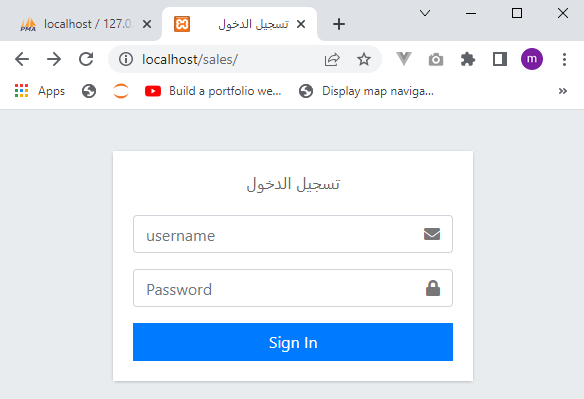 PMA localhost / 127.0.
تسجيل الدخول
localhost/sales/
m
Apps
Build a portfolio we...
Display map naviga...
»
تسجيل الدخول
username
Password
Sign In